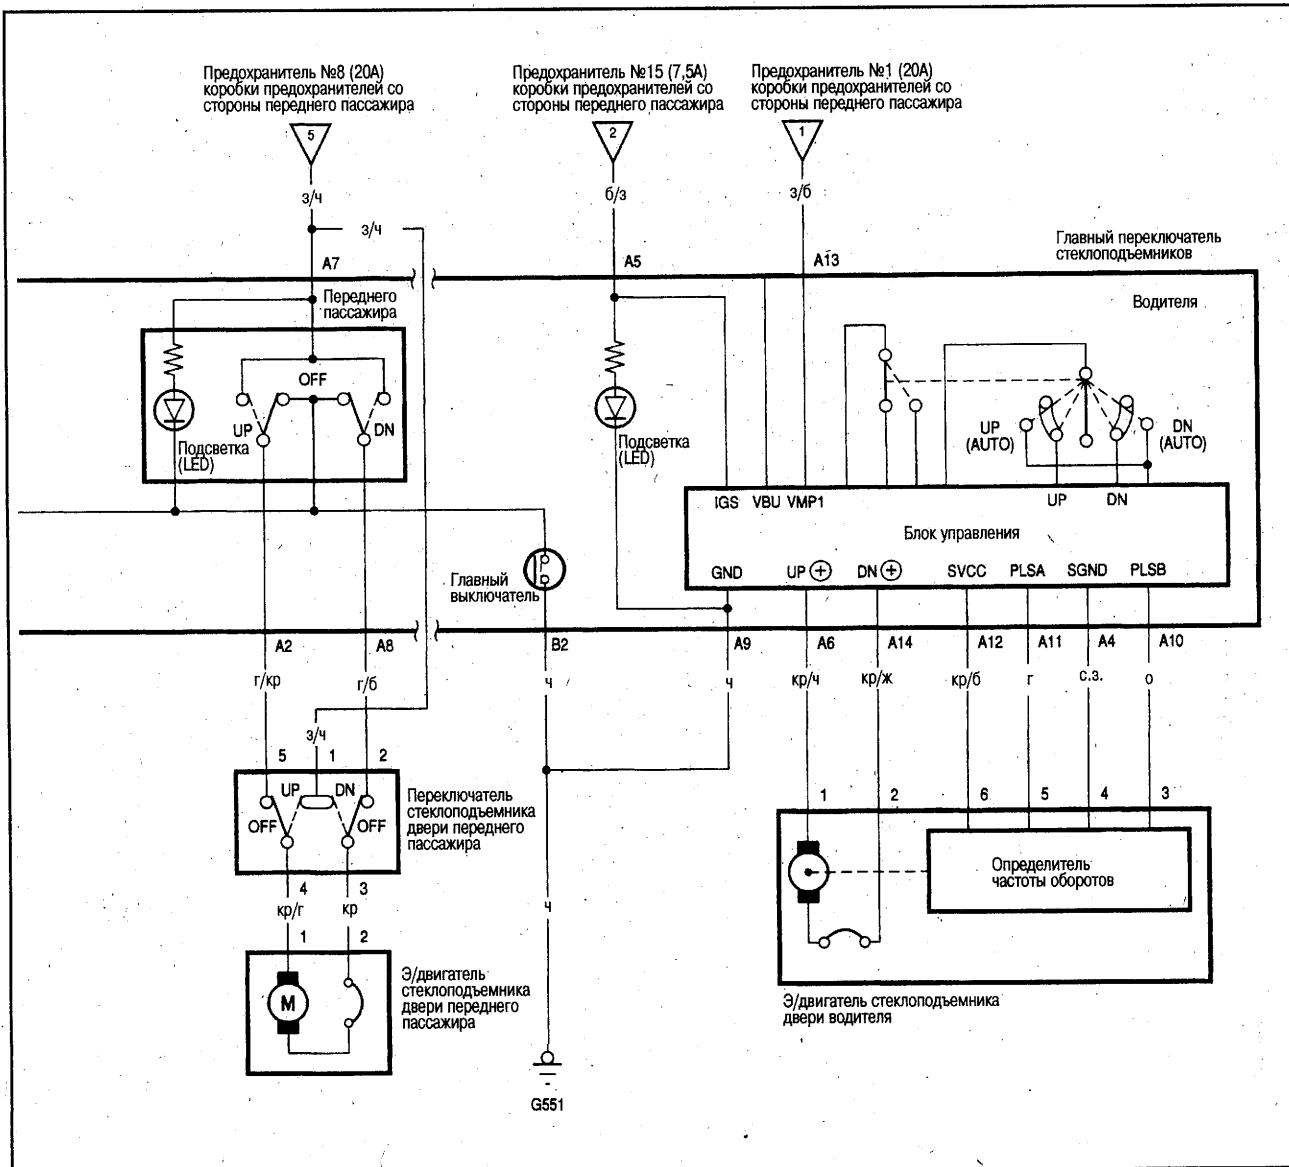 Предохранитель №8 (20А)
коробки предохранителей со
стороны переднего пассажира
Предохранитель №15 (7,5А)
коробки предохранителей со
стороны переднего пассажира
Предохранитель №1 (20А)
коробки предохранителей со
стороны переднего пассажира
5
2
1
з/ч
б/з
з/б
з/ч
Главный переключатель
стеклоподъемников
A7
A5
A13
Переднего
пассажира
Водителя
OFF
UP
DN
Подсветка
(LED)
Подсветка
(LED)
UP
(AUTO)
DN
(AUTO)
IGS
VBU
VMP1
UP
DN
Блок управления
GND
UP +
DN +
SVCC
PLSA
SGND
PLSB
Главный
выключатель
A2
A8
B2
A9
A6
A14
A12
A11
A4
A10
г/кр
г/б
ч
ч
кр/ч
кр/ж
кр/б
г
с.з.
о
з/ч
5
1
2
UP
DN
OFF
OFF
Переключатель
стеклоподъемника
двери переднего
пассажира
1
2
6
5
4
3
Определитель
частоты оборотов
4
3
кр/г
кр
ч
1
2
M
Э/двигатель
стеклоподъемника
двери переднего
пассажира
Э/двигатель стеклоподъемника
двери водителя
G551